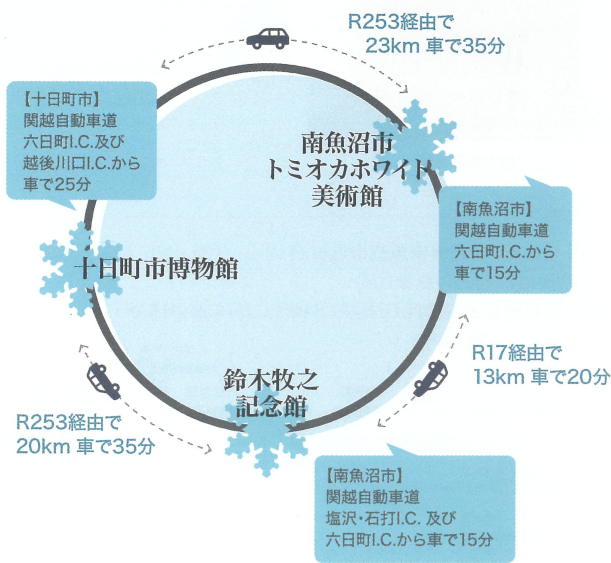 R253経由で
23km 車で35分
【十日町市】
関越自動車道
六日町I.C.及び
越後川口I.C.から
車で25分
南魚沼市
トミオカホワイト
美術館
【南魚沼市】
関越自動車道
六日町I.C.から
車で15分
十日町市博物館
R17経由で
13km 車で20分
鈴木牧之
記念館
R253経由で
20km 車で35分
【南魚沼市】
関越自動車道
塩沢・石打I.C. 及び
六日町I.C.から車で15分